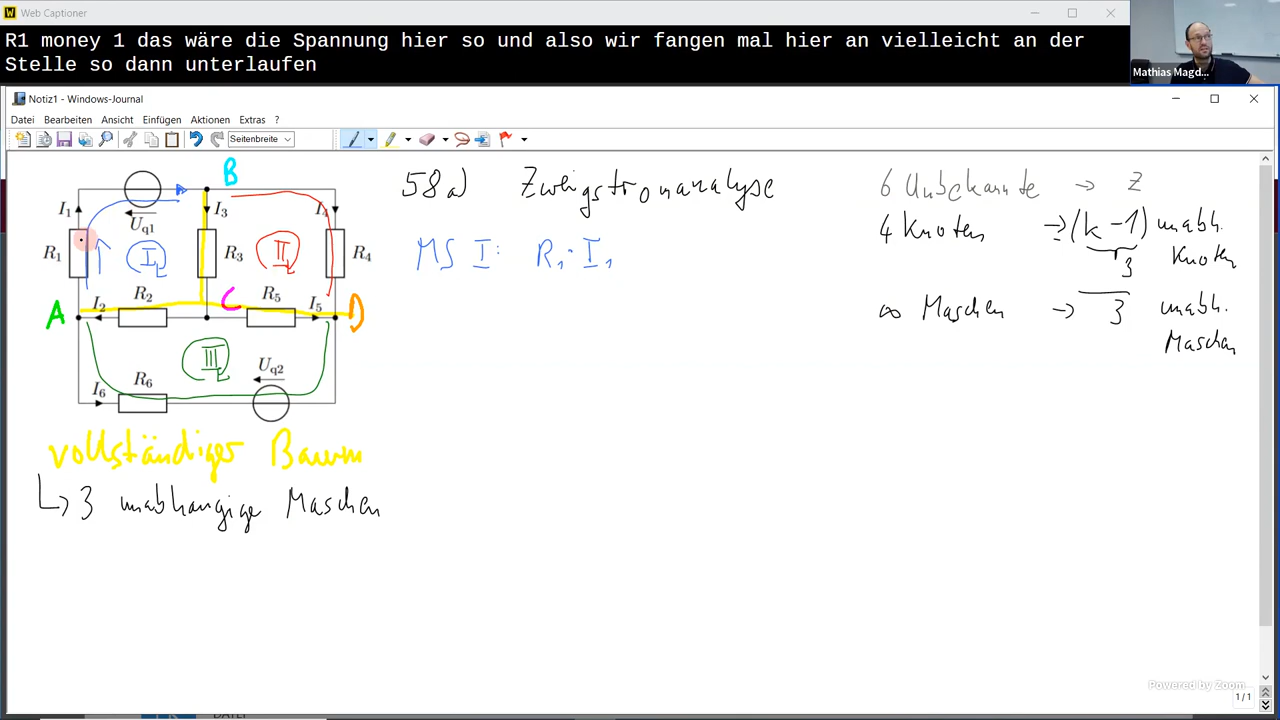 Web Captioner
R1 money 1 das wäre die Spannung hier so und also wir fangen mal hier an vielleicht an der
Stelle so dann unterlaufen
Mathias Magd...
Notiz1 - Windows-Journal
Datei Bearbeiten Ansicht Einfügen Aktionen Extras ?
Seitenbreite
B
I1 Uq1 I3 I4
R1 I R3 II R4
A I2 R2 C R5 I5 D
III
I6 R6 Uq2
vollständiger Baum
↳ 3 unabhängige Maschen
58a) Zweigstromanalyse
MS I: R1 · I1
6 Unbekannte → Z
4 Knoten → (k-1) unabh.
3 Knoten
∞ Maschen → 3 unabh.
Maschen
Powered by Zoom
1/1